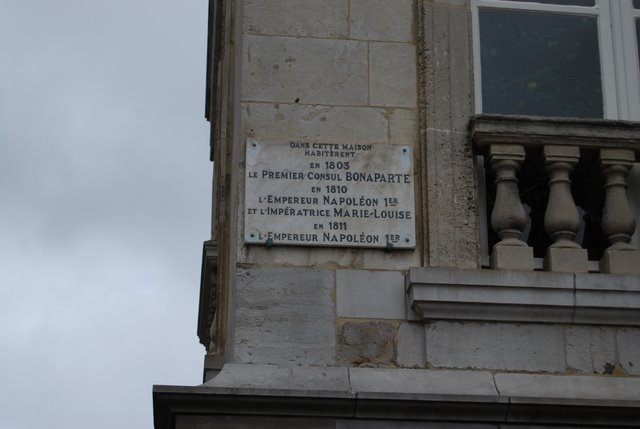 DANS CETTE MAISON
HABITÈRENT
EN 1803
LE PREMIER CONSUL BONAPARTE
EN 1810
L'EMPEREUR NAPOLÉON 1ER
ET L'IMPÉRATRICE MARIE-LOUISE
EN 1811
L'EMPEREUR NAPOLÉON 1ER